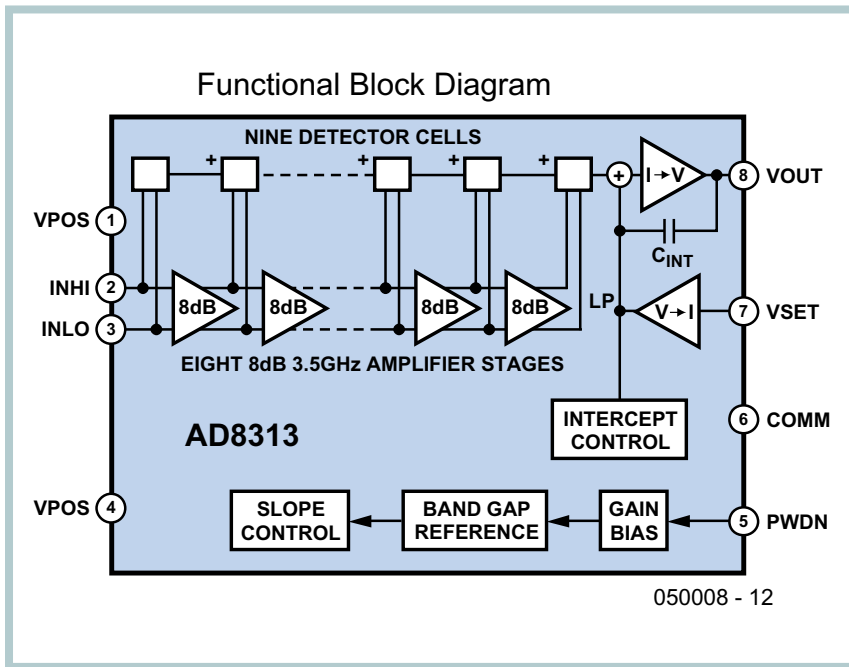 Functional Block Diagram
NINE DETECTOR CELLS
+ + + +
+ I→V 8 VOUT
VPOS 1
CINT
INHI 2
8dB 8dB 8dB 8dB
LP V→I 7 VSET
INLO 3
EIGHT 8dB 3.5GHz AMPLIFIER STAGES
INTERCEPT
CONTROL
6 COMM
AD8313
VPOS 4
SLOPE
CONTROL
BAND GAP
REFERENCE
GAIN
BIAS
5 PWDN
050008 - 12